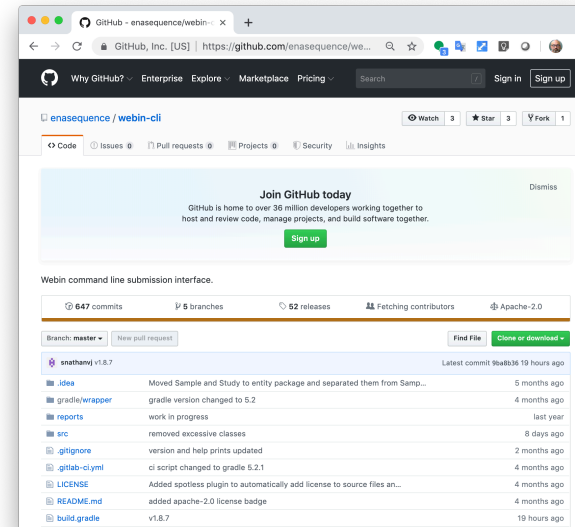 GitHub - enasequence/webin-c
GitHub, Inc. [US] | https://github.com/enasequence/we...
3
Why GitHub? Enterprise Explore Marketplace Pricing Search / Sign in Sign up
enasequence / webin-cli Watch 3 Star 3 Fork 1
Code Issues 0 Pull requests 0 Projects 0 Security Insights
Dismiss
Join GitHub today
GitHub is home to over 36 million developers working together to
host and review code, manage projects, and build software together.
Sign up
Webin command line submission interface.
647 commits 5 branches 52 releases Fetching contributors Apache-2.0
Branch: master New pull request Find File Clone or download
snathanvj v1.8.7 Latest commit 9ba8b36 19 hours ago
.idea Moved Sample and Study to entity package and separated them from Samp... 5 months ago
gradle/wrapper gradle version changed to 5.2 4 months ago
reports work in progress last year
src removed excessive classes 8 days ago
.gitignore version and help prints updated 2 months ago
.gitlab-ci.yml ci script changed to gradle 5.2.1 4 months ago
LICENSE Added spotless plugin to automatically add license to source files an... 4 months ago
README.md added apache-2.0 license badge 4 months ago
build.gradle v1.8.7 19 hours ago